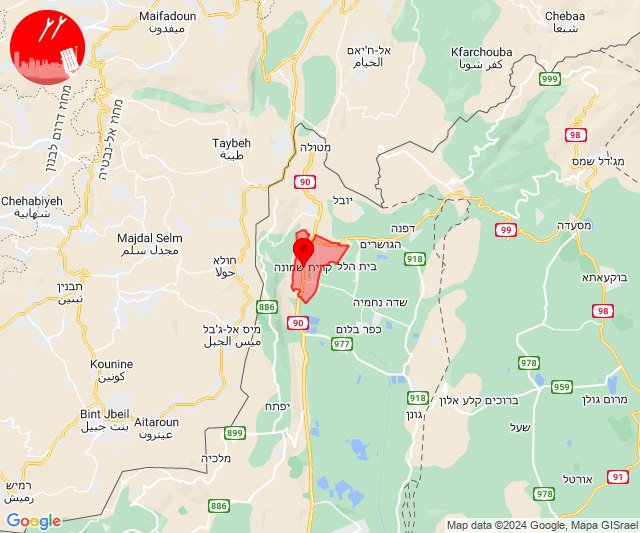 Maifadoun
מיפדון
Chebaa
שבעא
אל-ח'יאם
الخيام
Kfarchouba
כפר שובא
999
מחוז דרום לבנון
מחוז אל-נבטיה
98
Taybeh
طيبة
מטולה
מג'דל שמס
90
Chehabiyeh
شهابية
יובל
דפנה
99
מסעדה
Majdal Selm
مجدل سلم
הגושרים
918
חולא
حولا
בית הלל
קרית שמונה
בוקעאתא
תבנין
تبنين
שדה נחמיה
886
98
90
מיס אל-ג'בל
ميس الجبل
כפר בלום
977
Kounine
كونين
978
959
918
ברוכים קלע אלון
מרום גולן
יפתח
גונן
Bint Jbeil
بنت جبيل
Aitaroun
عيترون
899
שעל
מלכיה
91
רמיש
رميش
אורטל
978
886
Google
Map data ©2024 Google, Mapa GISrael